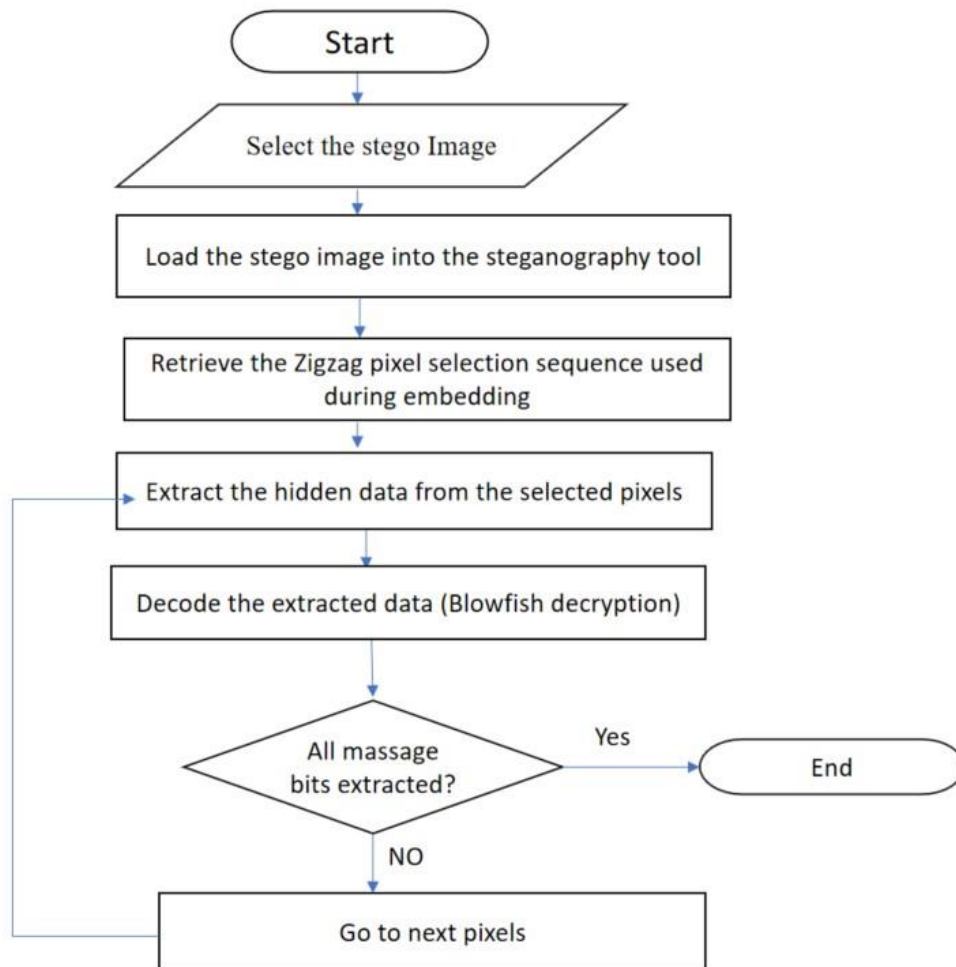 Start
Select the stego Image
Load the stego image into the steganography tool
Retrieve the Zigzag pixel selection sequence used
during embedding
Extract the hidden data from the selected pixels
Decode the extracted data (Blowfish decryption)
All massage
bits extracted?
Yes
End
NO
Go to next pixels